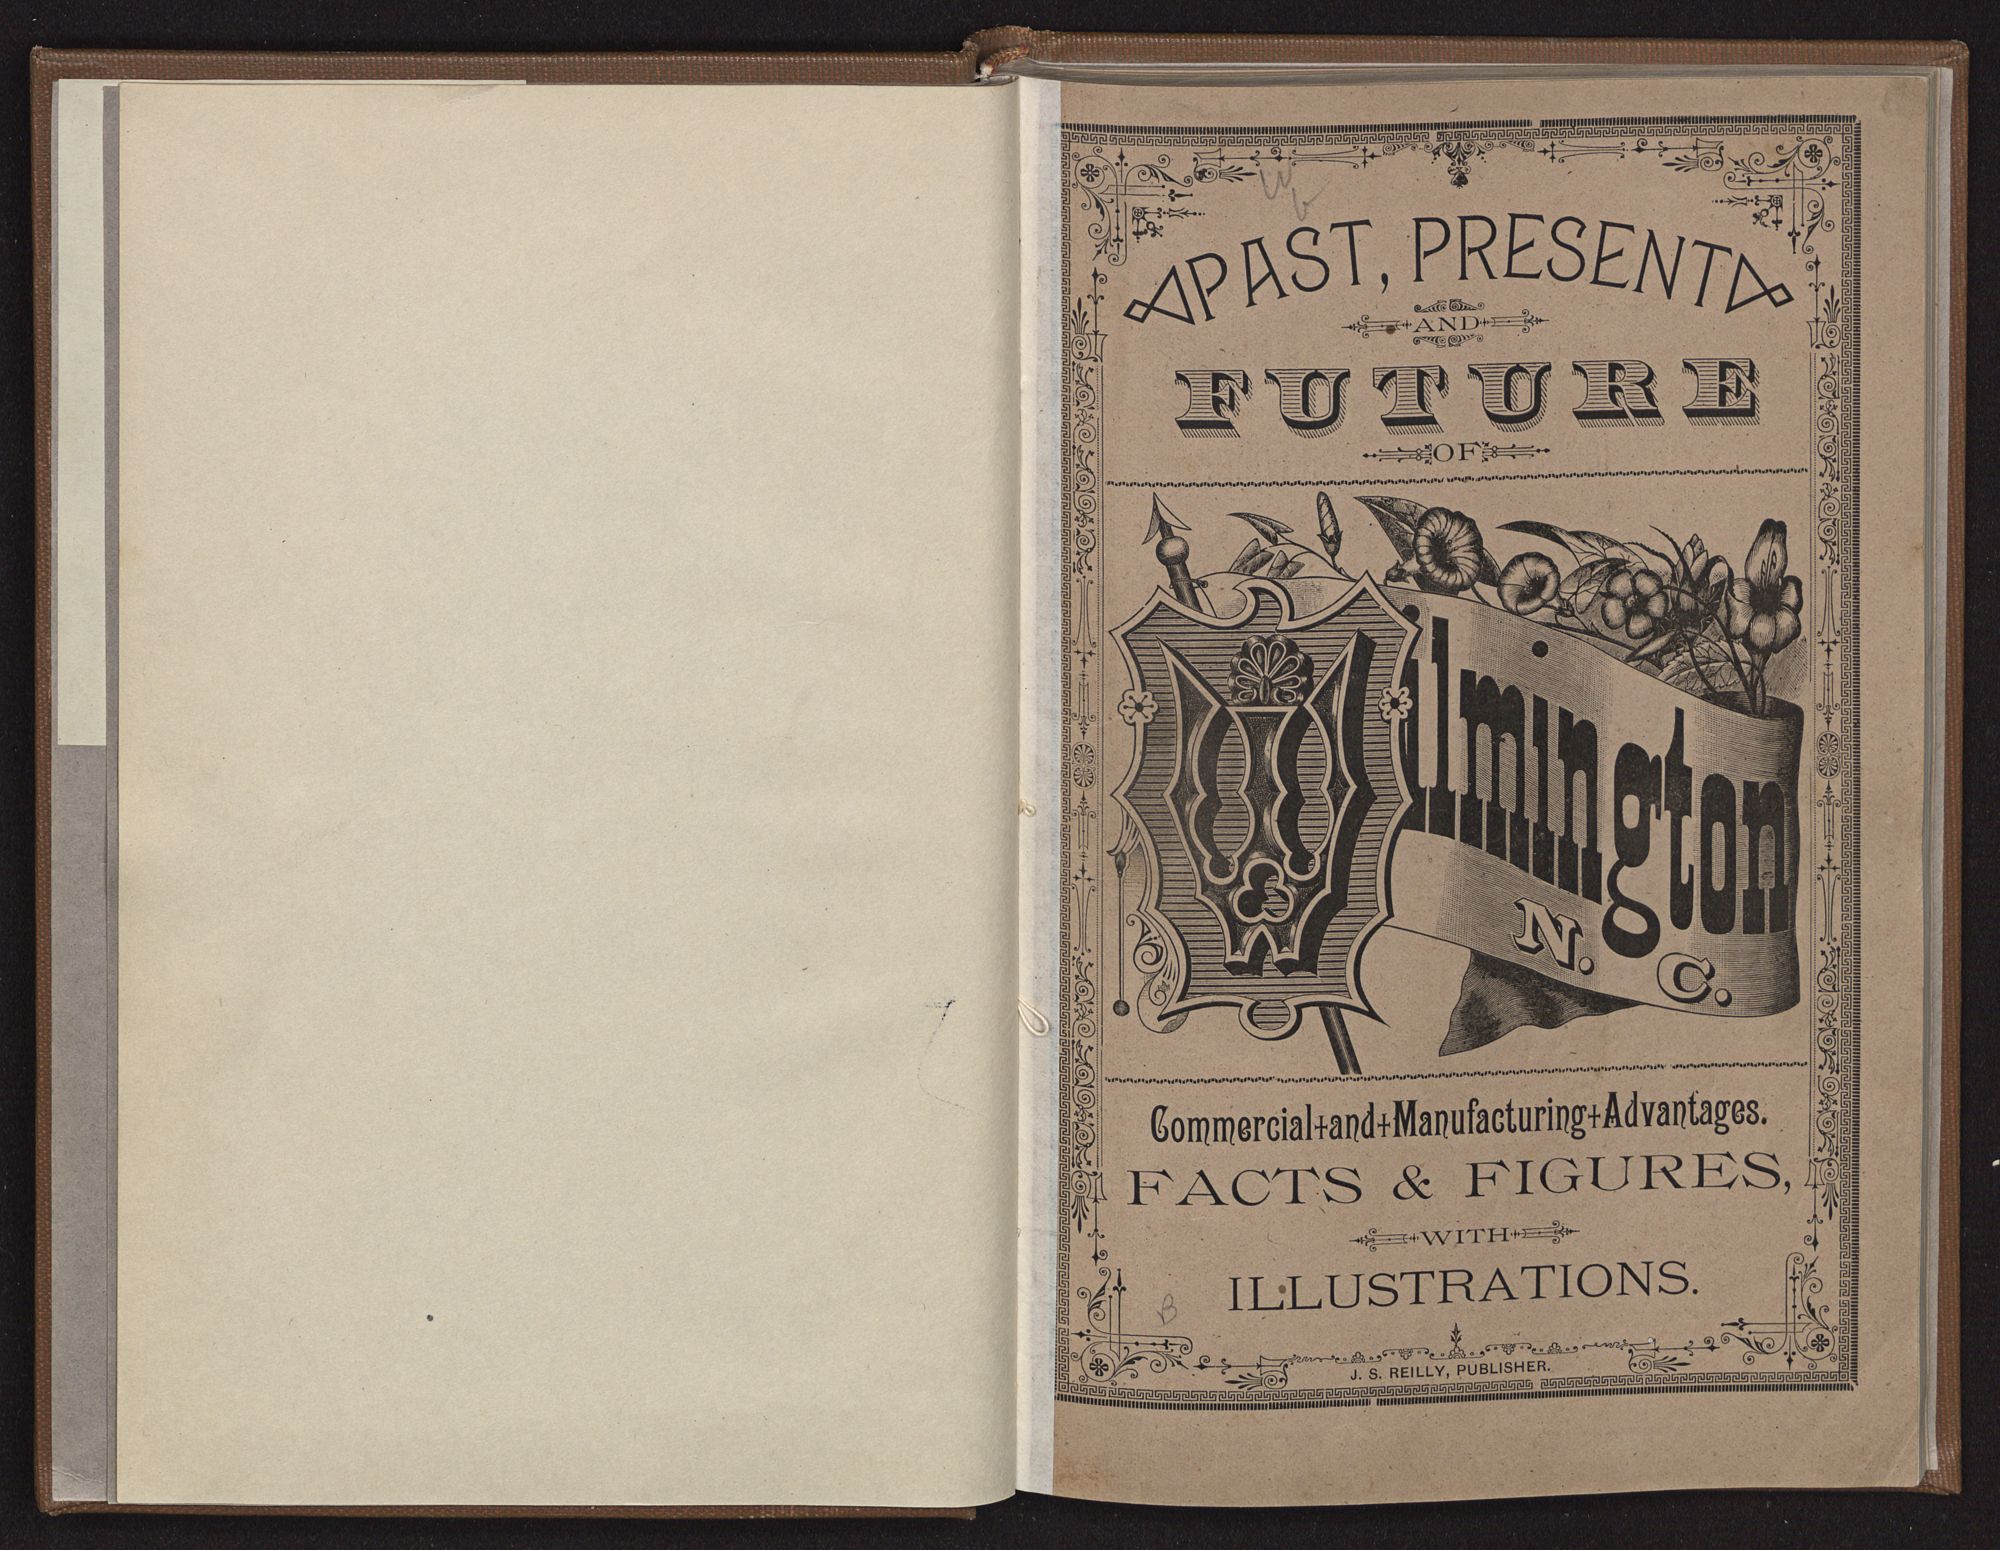 PAST, PRESENT
AND
FUTURE
OF
Wilmington
N. C.
Commercial+and+Manufacturing+Advantages.
FACTS & FIGURES,
WITH
ILLUSTRATIONS.
B
J. S. REILLY, PUBLISHER.